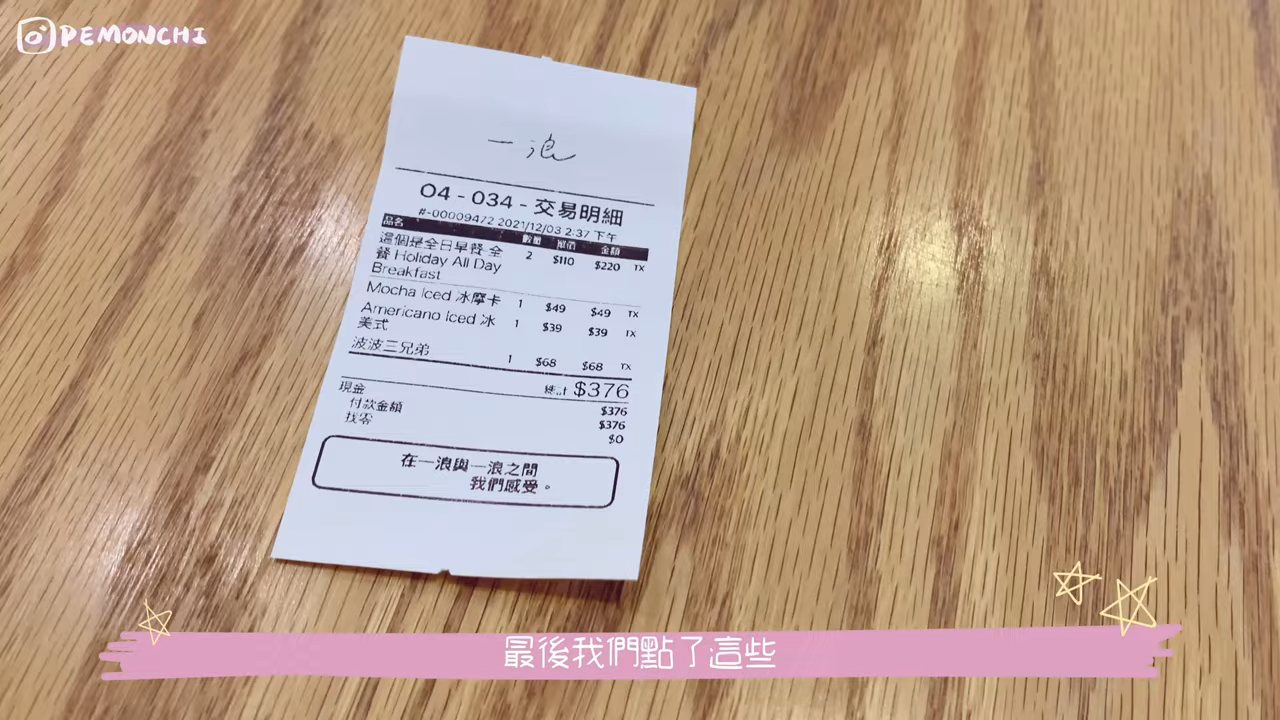 PEMONCHI
一浪
04 - 034 - 交易明細
#-00009472 2021/12/03 2:37 下午
品名 數量 單價 金額
這個是全日早餐 全 2 $110 $220 TX
餐 Holiday All Day
Breakfast
Mocha Iced 冰摩卡 1 $49 $49 TX
Americano Iced 冰 1 $39 $39 TX
美式
波波三兄弟 1 $68 $68 TX
總計 $376
現金 $376
付款金額 $376
找零 $0
在一浪與一浪之間
我們感受。
最後我們點了這些